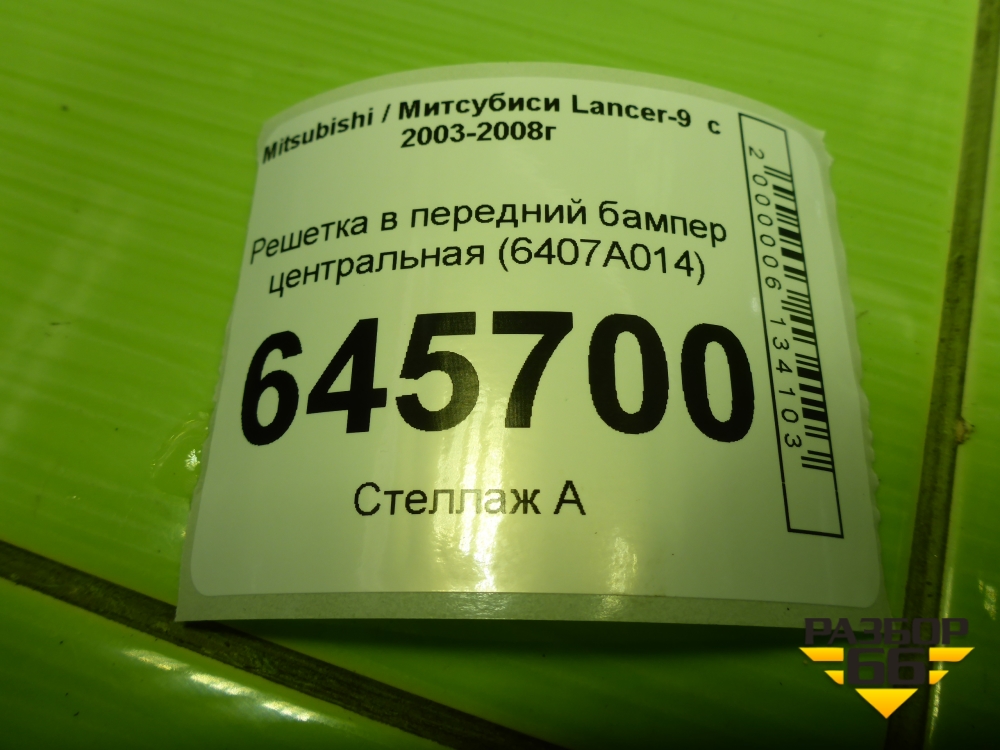 Mitsubishi / Митсубиси Lancer-9 с
2003-2008г
Решетка в передний бампер
центральная (6407A014)
645700
Стеллаж А
2000006134103
РАЗБОР
66